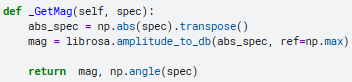 def _GetMag(self, spec):
    abs_spec = np.abs(spec).transpose()
    mag = librosa.amplitude_to_db(abs_spec, ref=np.max)
    return  mag, np.angle(spec)